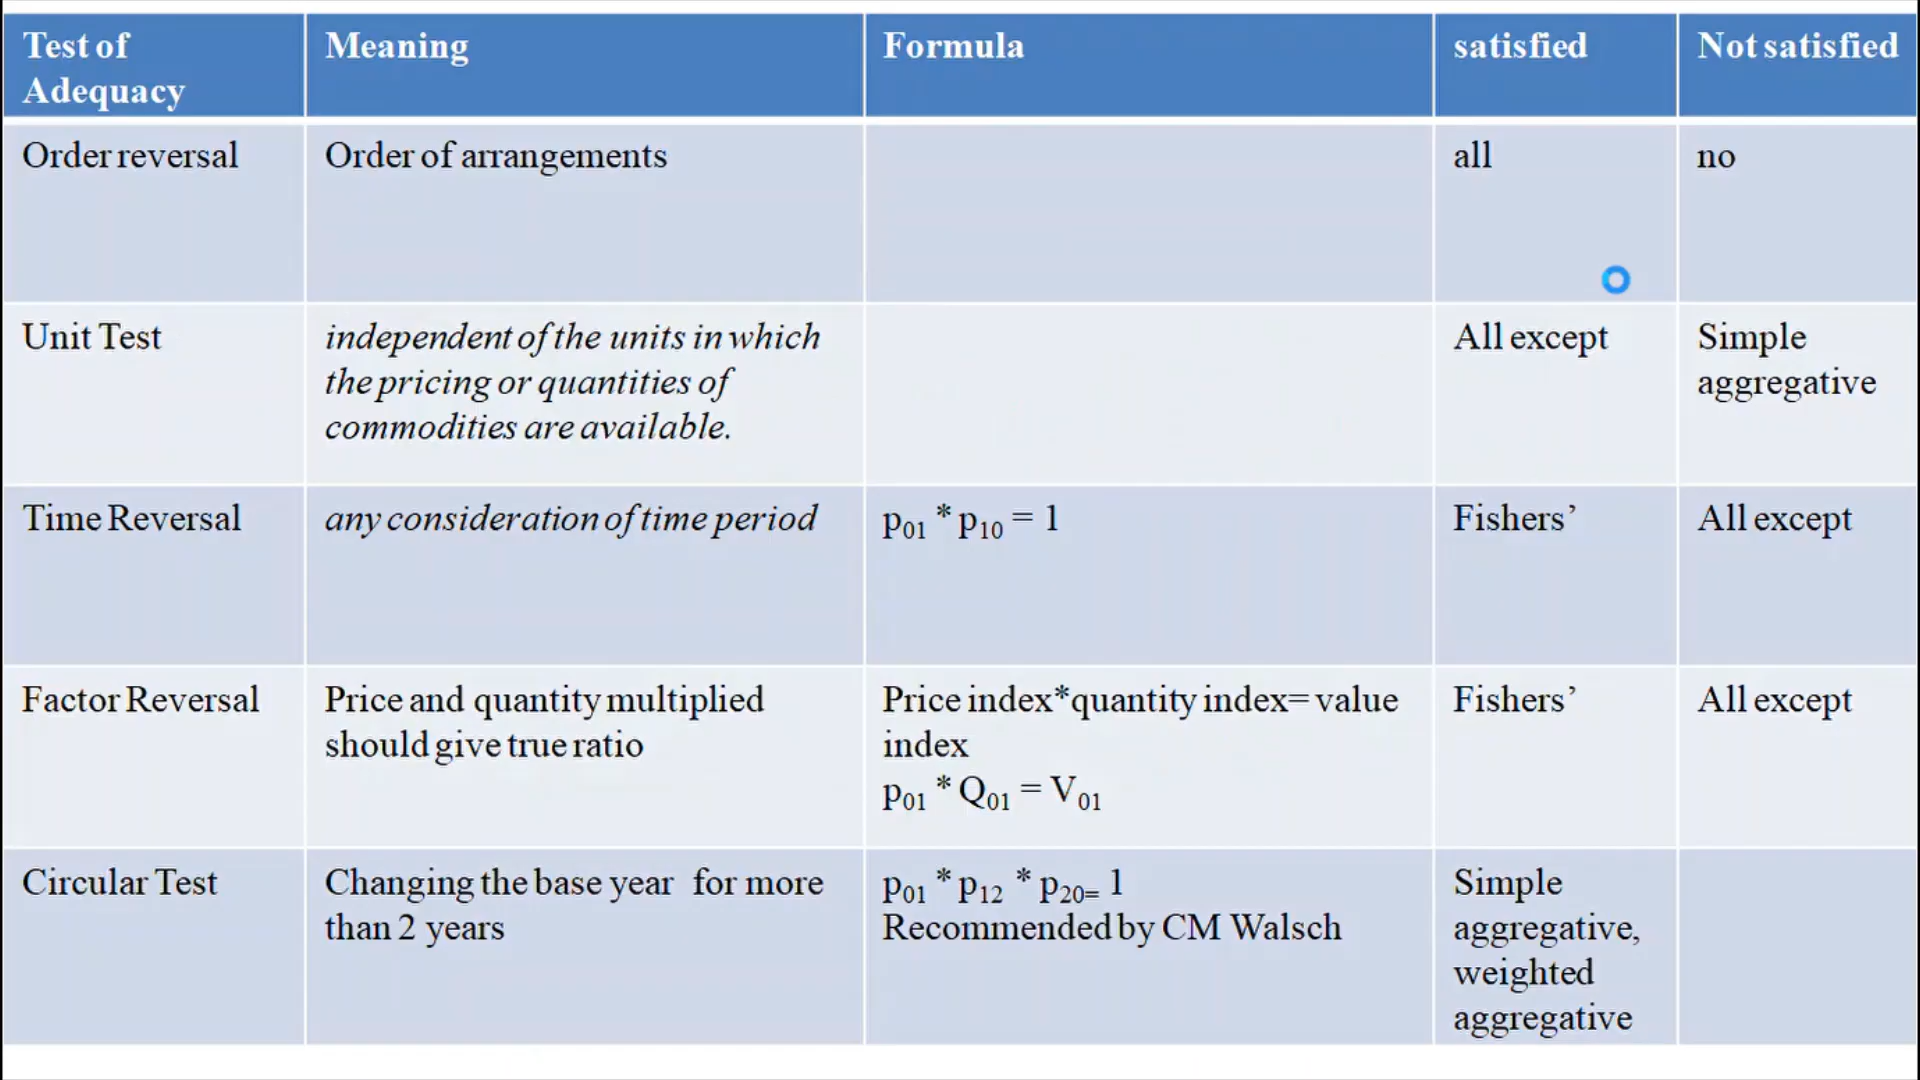 Test of Adequacy | Meaning | Formula | satisfied | Not satisfied
Order reversal | Order of arrangements | | all | no
Unit Test | independent of the units in which the pricing or quantities of commodities are available. | | All except | Simple aggregative
Time Reversal | any consideration of time period | p01 * p10 = 1 | Fishers’ | All except
Factor Reversal | Price and quantity multiplied should give true ratio | Price index*quantity index= value index p01 * Q01 = V01 | Fishers’ | All except
Circular Test | Changing the base year for more than 2 years | p01 * p12 * p20= 1 Recommended by CM Walsch | Simple aggregative, weighted aggregative |